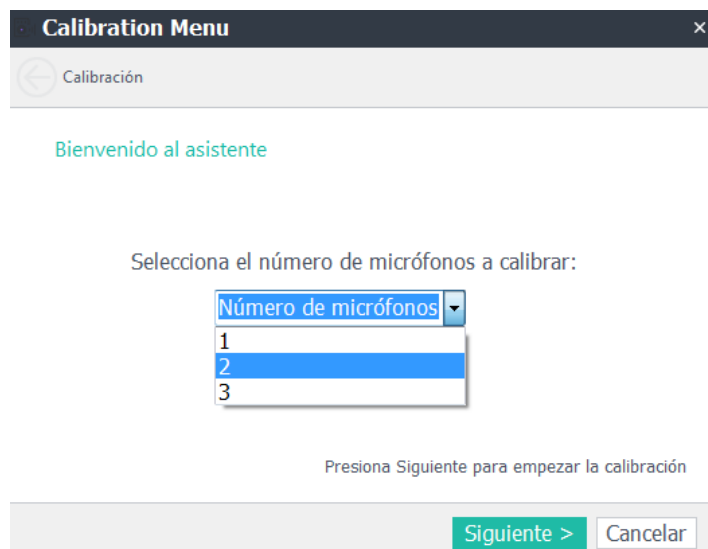 Calibration Menu
Calibración
Bienvenido al asistente
Selecciona el número de micrófonos a calibrar:
Número de micrófonos
1
2
3
Presiona Siguiente para empezar la calibración
Siguiente > Cancelar